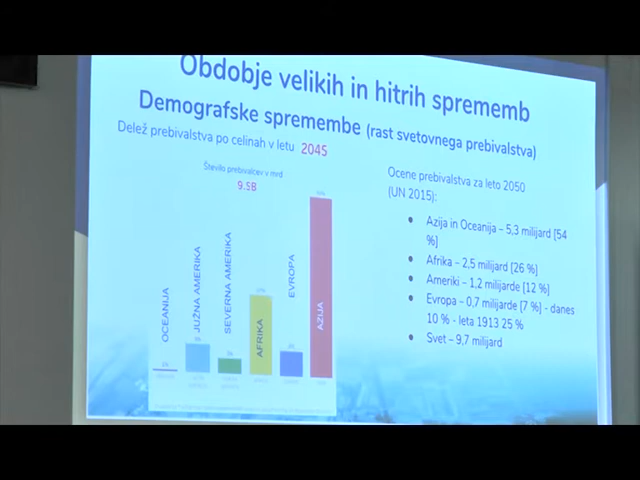 Obdobje velikih in hitrih sprememb
Demografske spremembe (rast svetovnega prebivalstva)
Delež prebivalstva po celinah v letu 2045
Število prebivalcev v mrd
9.5B
OCEANIJA
JUŽNA AMERIKA
SEVERNA AMERIKA
AFRIKA
EVROPA
AZIJA
Ocene prebivalstva za leto 2050
(UN 2015):
• Azija in Oceanija – 5,3 milijard [54
%]
• Afrika – 2,5 milijard [26 %]
• Ameriki – 1,2 milijarde [12 %]
• Evropa – 0,7 milijarde [7 %] - danes
10 % - leta 1913 25 %
• Svet – 9,7 milijard